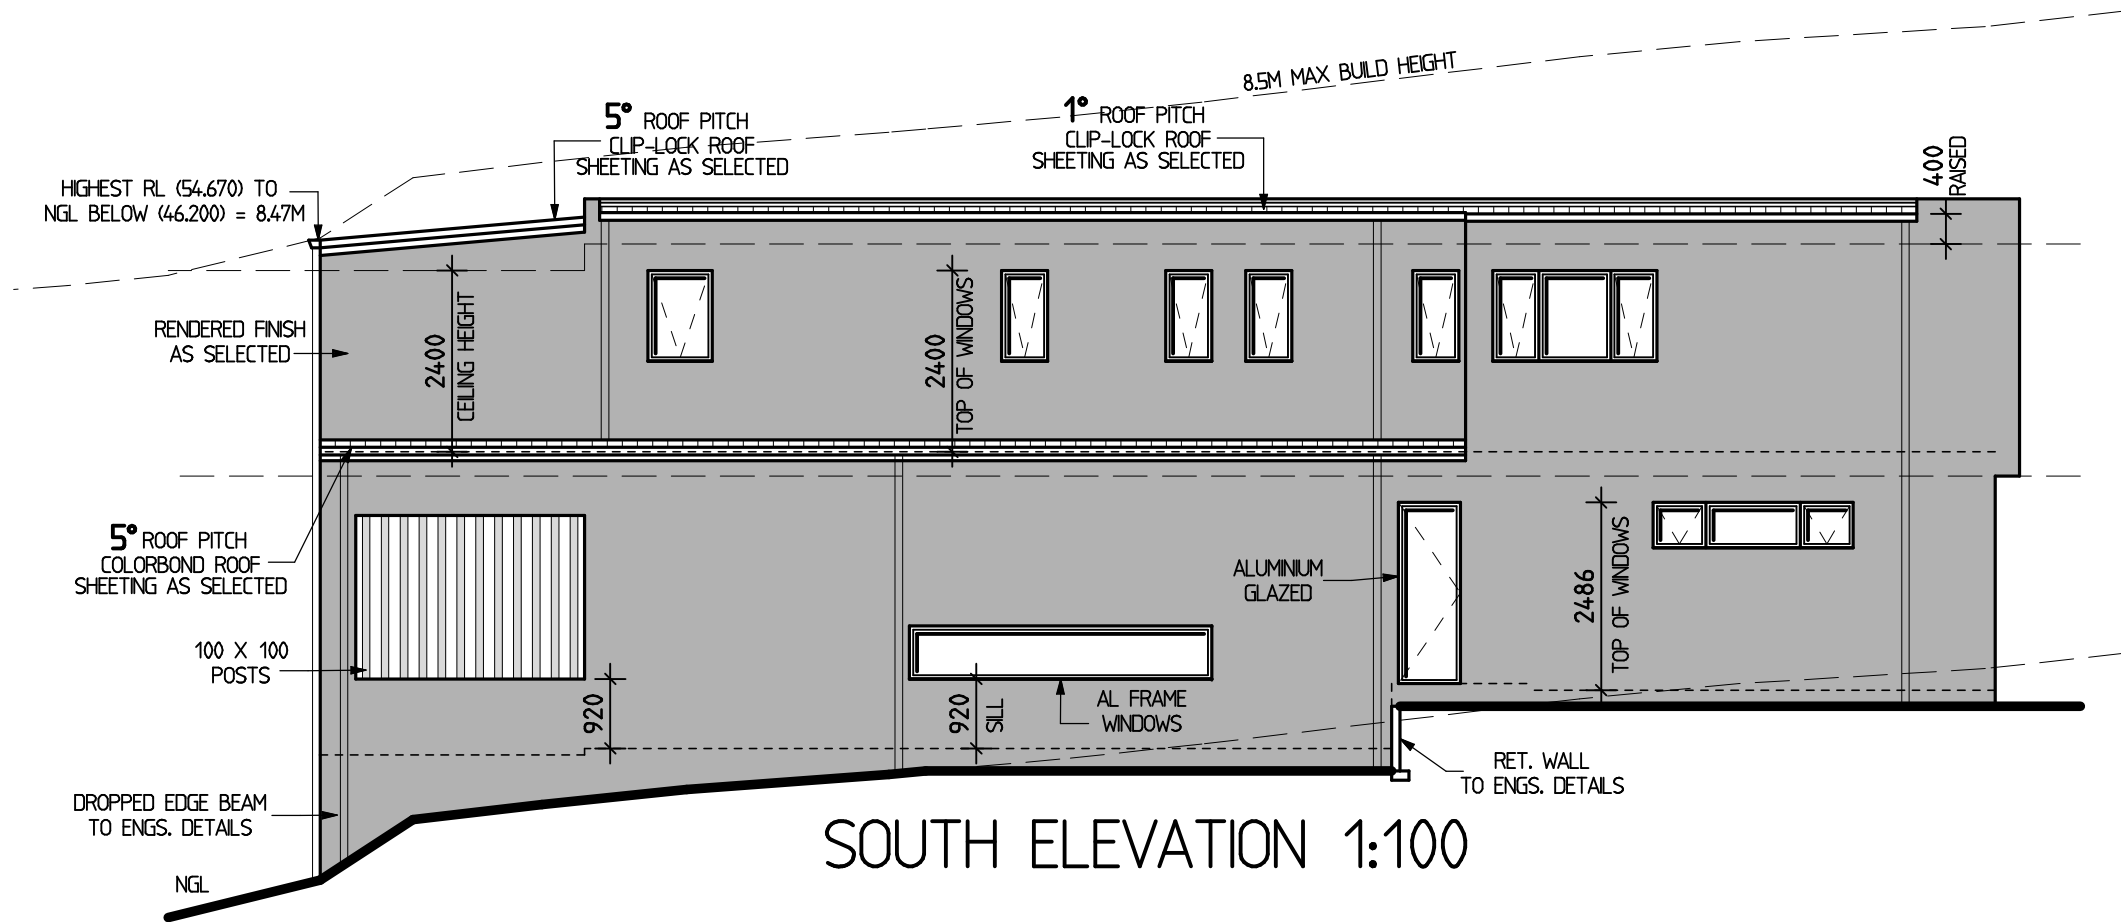 8.5M MAX BUILD HEIGHT
5° ROOF PITCH
CLIP-LOCK ROOF
SHEETING AS SELECTED
1° ROOF PITCH
CLIP-LOCK ROOF
SHEETING AS SELECTED
400
RAISED
HIGHEST RL (54.670) TO
NGL BELOW (46.200) = 8.47M
RENDERED FINISH
AS SELECTED
2400
CEILING HEIGHT
2400
TOP OF WINDOWS
5° ROOF PITCH
COLORBOND ROOF
SHEETING AS SELECTED
ALUMINIUM
GLAZED
2486
TOP OF WINDOWS
100 X 100
POSTS
920
920
SILL
AL FRAME
WINDOWS
RET. WALL
TO ENGS. DETAILS
DROPPED EDGE BEAM
TO ENGS. DETAILS
SOUTH ELEVATION 1:100
NGL